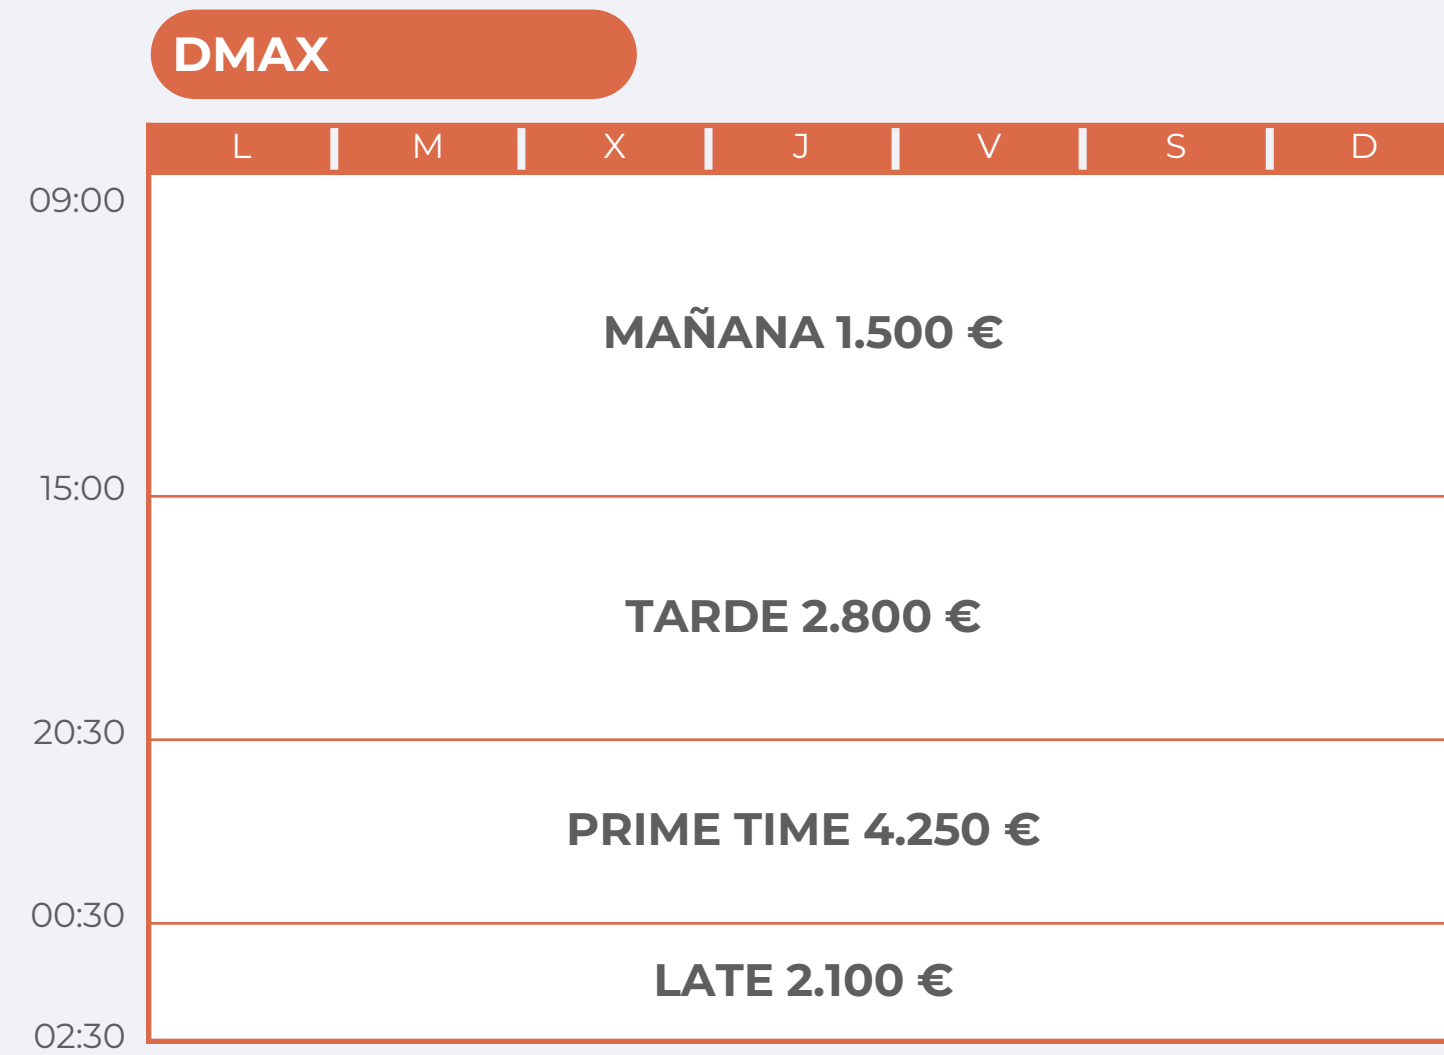 DMAX
L M X J V S D
09:00
MAÑANA 1.500 €
15:00
TARDE 2.800 €
20:30
PRIME TIME 4.250 €
00:30
LATE 2.100 €
02:30